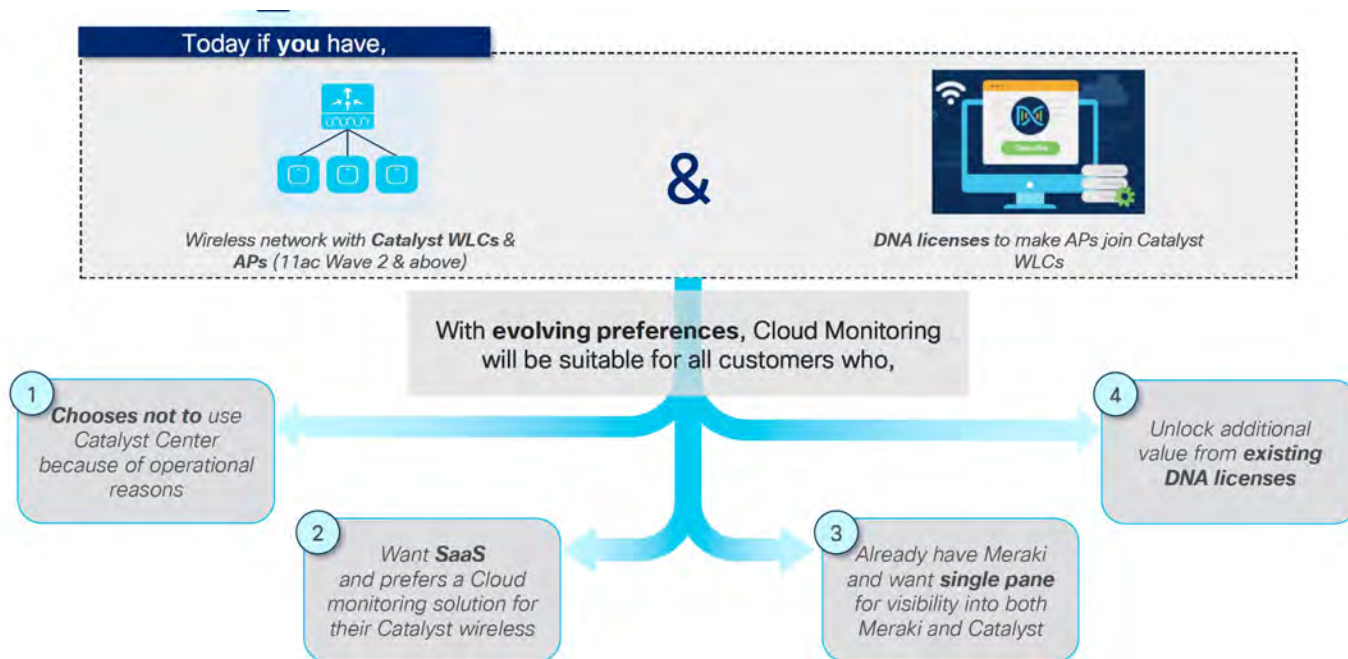 Today if you have,
&
Wireless network with Catalyst WLCs &
APs (11ac Wave 2 & above)
DNA licenses to make APs join Catalyst
WLCs
With evolving preferences, Cloud Monitoring
will be suitable for all customers who,
1
Chooses not to use
Catalyst Center
because of operational
reasons
2
Want SaaS
and prefers a Cloud
monitoring solution for
their Catalyst wireless
3
Already have Meraki
and want single pane
for visibility into both
Meraki and Catalyst
4
Unlock additional
value from existing
DNA licenses